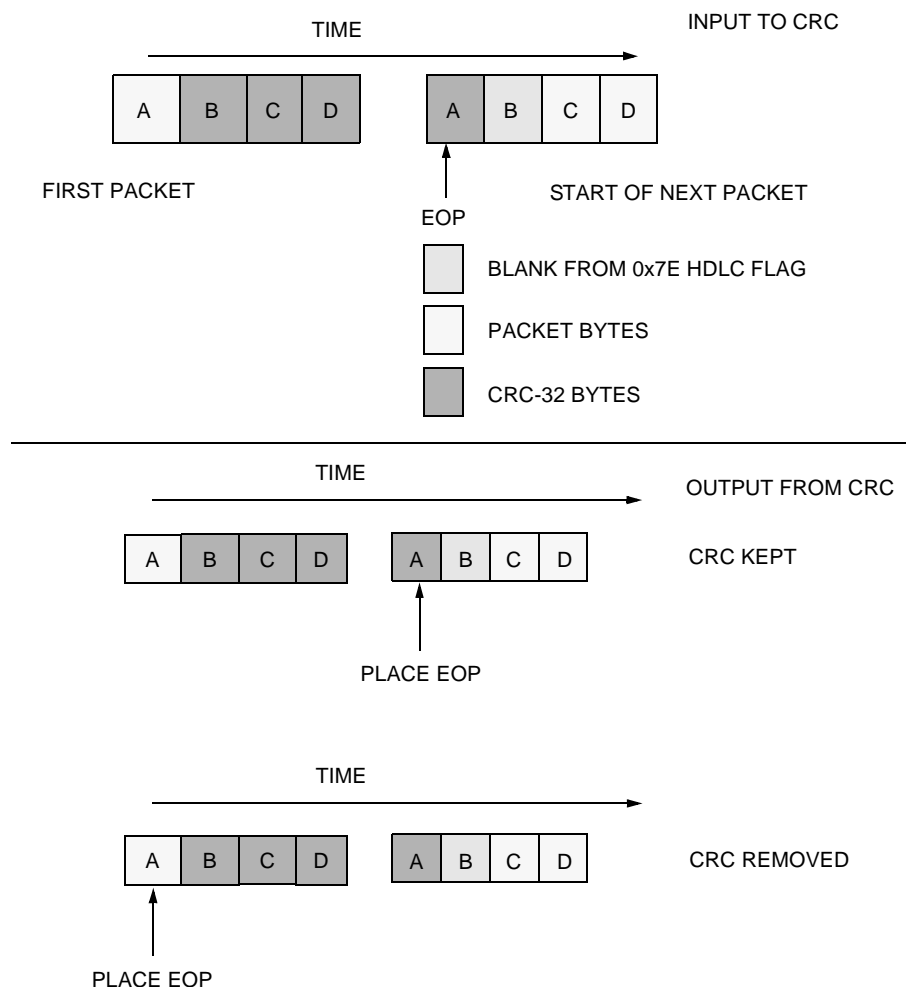 TIME
INPUT TO CRC
A B C D A B C D
FIRST PACKET
START OF NEXT PACKET
EOP
BLANK FROM 0x7E HDLC FLAG
PACKET BYTES
CRC-32 BYTES
TIME
OUTPUT FROM CRC
A B C D A B C D
CRC KEPT
PLACE EOP
TIME
A B C D A B C D
CRC REMOVED
PLACE EOP